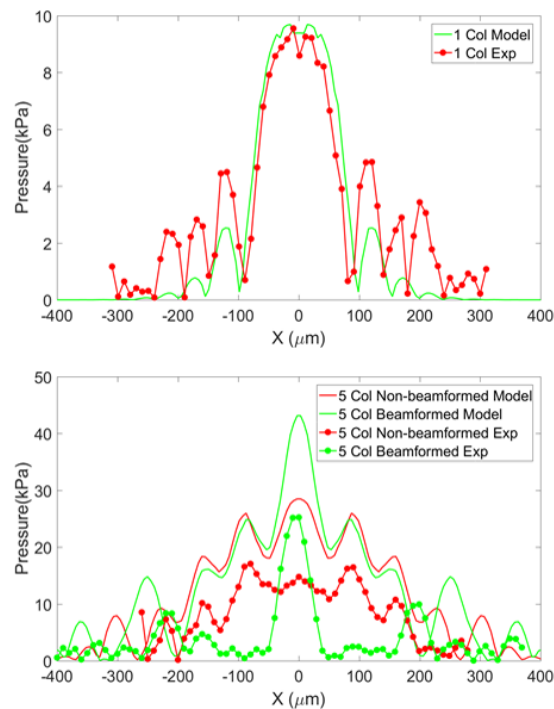 10
8
6
4
2
0
Pressure(kPa)
1 Col Model
1 Col Exp
-400 -300 -200 -100 0 100 200 300 400
X (μm)
50
40
30
20
10
0
Pressure(kPa)
5 Col Non-beamformed Model
5 Col Beamformed Model
5 Col Non-beamformed Exp
5 Col Beamformed Exp
-400 -300 -200 -100 0 100 200 300 400
X (μm)